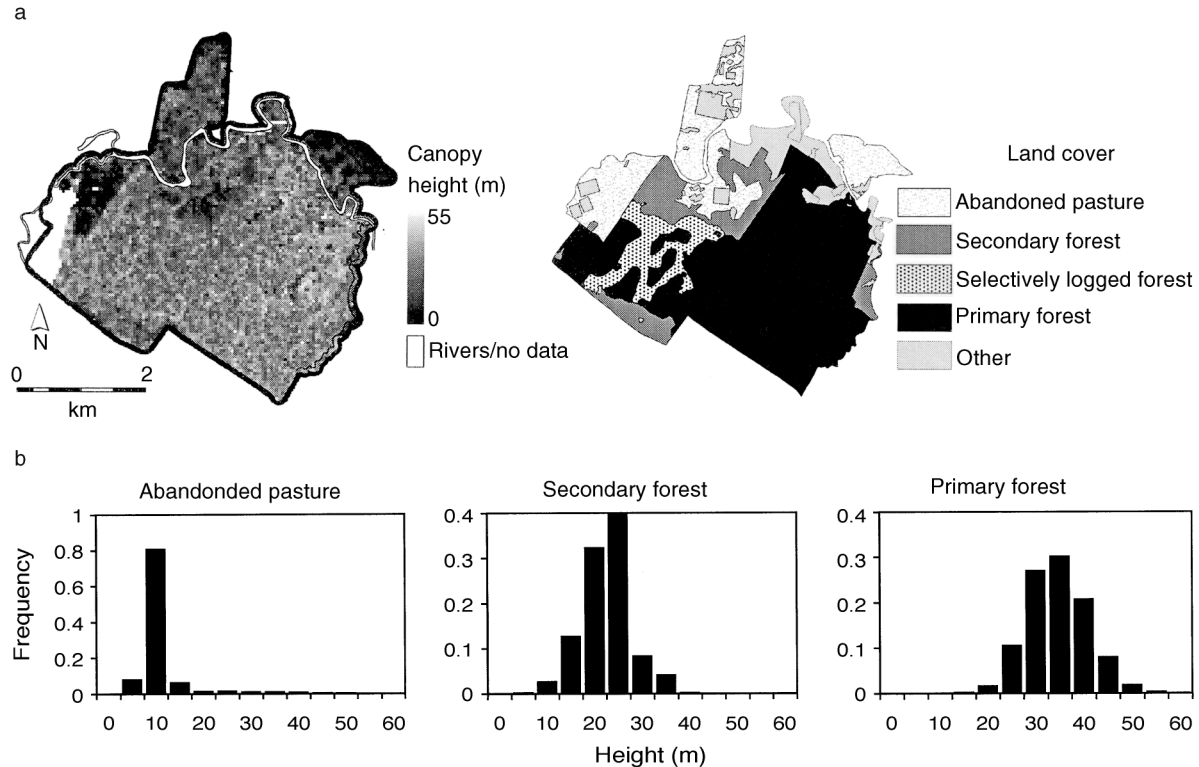 a
Canopy
height (m)
55
0
Rivers/no data
N
0 2
km
Land cover
Abandoned pasture
Secondary forest
Selectively logged forest
Primary forest
Other
b
Abandonded pasture
Secondary forest
Primary forest
Frequency
1
0.8
0.6
0.4
0.2
0
0 10 20 30 40 50 60
0.4
0.3
0.2
0.1
0
0 10 20 30 40 50 60
0.4
0.3
0.2
0.1
0
0 10 20 30 40 50 60
Height (m)